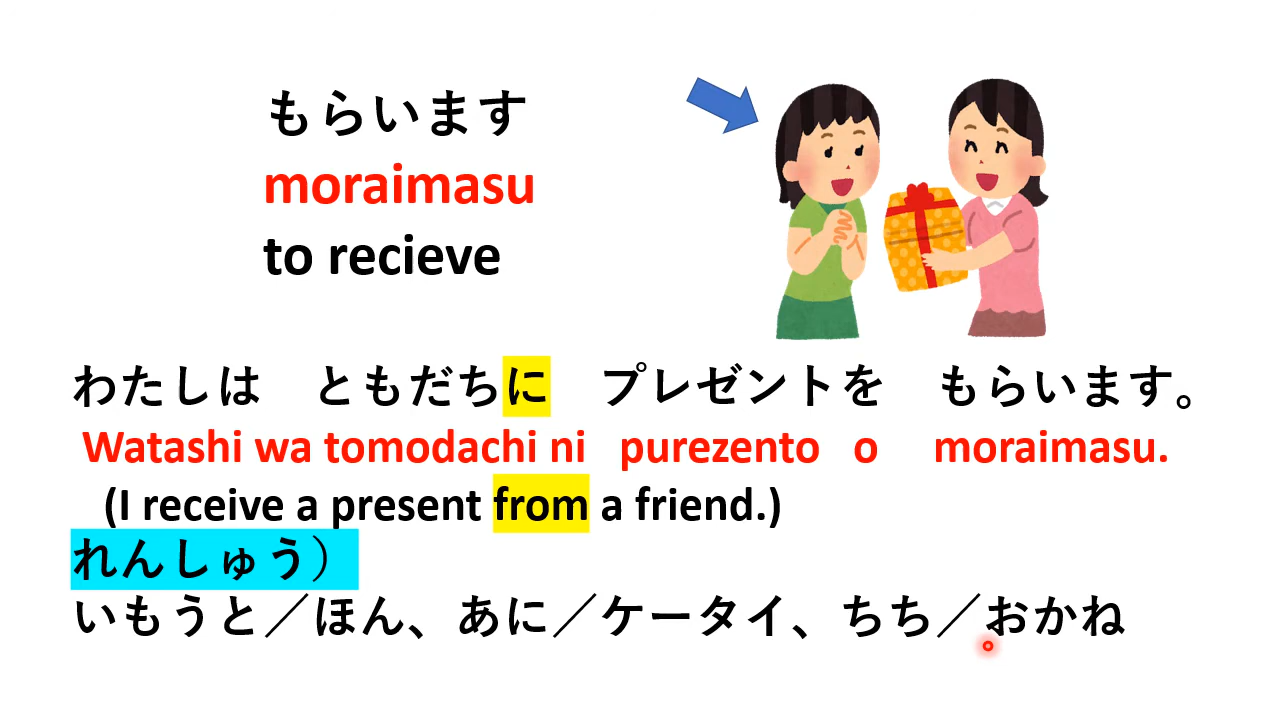 もらいます
moraimasu
to recieve
わたしは　ともだちに　プレゼントを　もらいます。
Watashi wa tomodachi ni purezento o moraimasu.
(I receive a present from a friend.)
れんしゅう）
いもうと／ほん、あに／ケータイ、ちち／おかね